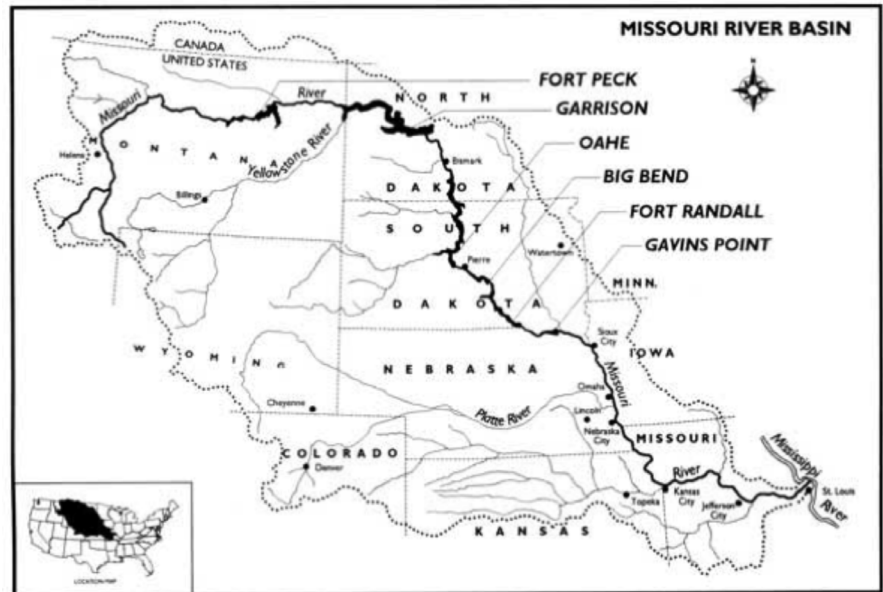 MISSOURI RIVER BASIN
CANADA
UNITED STATES
N
FORT PECK
Missouri
River
NORTH
GARRISON
Helena
MONTANA
Yellowstone River
Bismark
OAHE
Billings
DAKOTA
BIG BEND
SOUTH
FORT RANDALL
Watertown
Pierre
GAVINS POINT
MINN.
DAKOTA
Sioux
City
WYOMING
IOWA
NEBRASKA
Missouri
Omaha
Cheyenne
Platte River
Lincoln
Nebraska
City
MISSOURI
COLORADO
Denver
River
Mississippi
River
St. Louis
Topeka
Kansas
City
Jefferson
City
KANSAS
LOCATION MAP